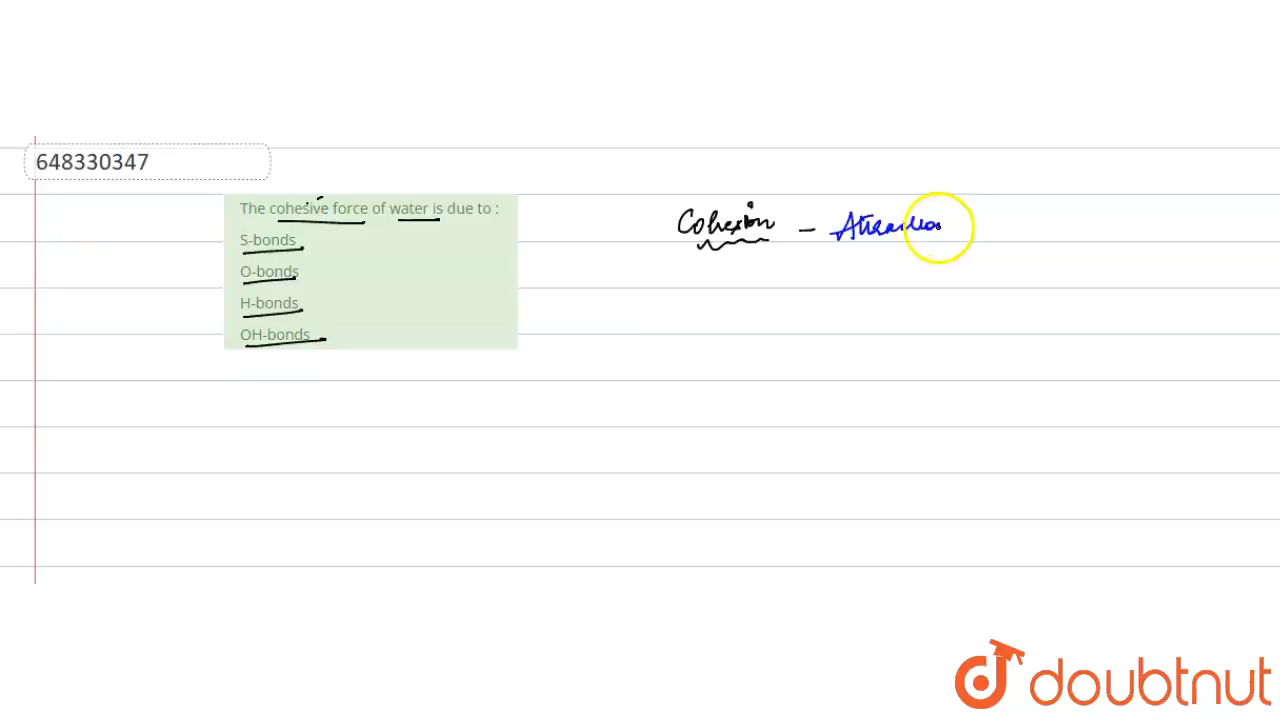 648330347
The cohesive force of water is due to :
S-bonds
O-bonds
H-bonds
OH-bonds
Cohesion –
doubtnut